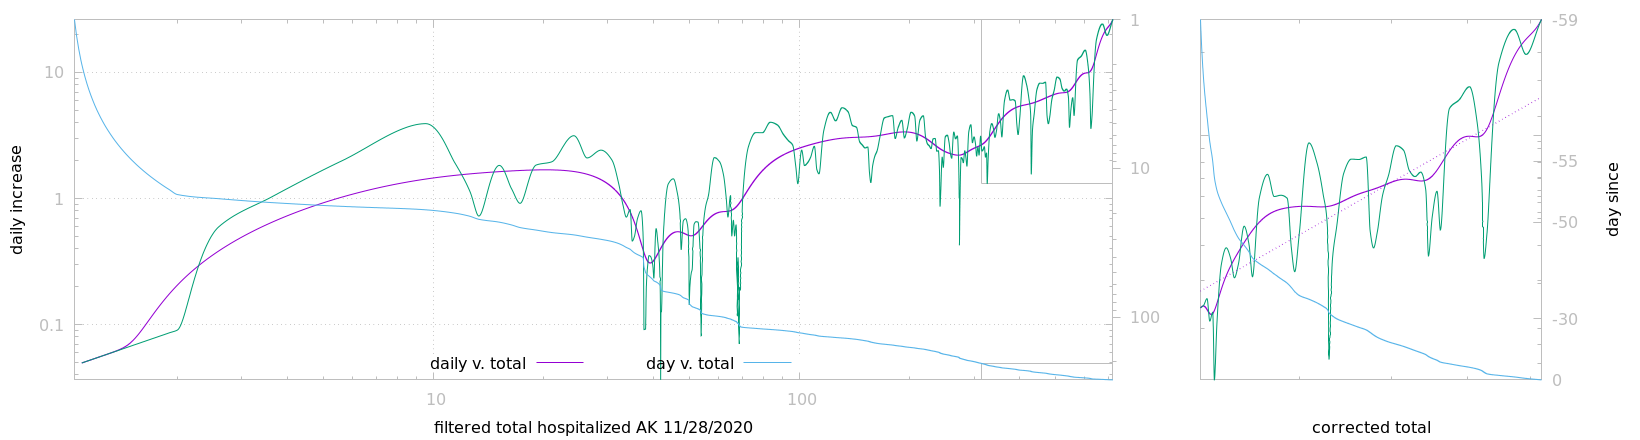 daily increase
10
1
0.1
daily v. total
day v. total
10
100
filtered total hospitalized AK 11/28/2020
1
10
100
-59
-55
-50
-30
0
day since
corrected total